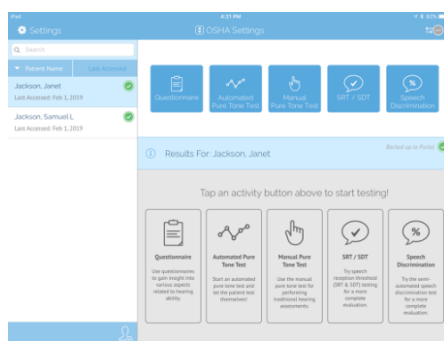 iPad
4:31 PM
82%
Settings
OSHA Settings
Search
Patient Name
Last Accessed
Jackson, Janet
Last Accessed: Feb 1, 2019
Jackson, Samuel L
Last Accessed: Feb 1, 2019
Questionnaire
Automated
Pure Tone Test
Manual
Pure Tone Test
SRT / SDT
Speech
Discrimination
Results For: Jackson, Janet
Backed up to Portal
Tap an activity button above to start testing!
Questionnaire
Use questionnaires
to gain insight into
various aspects
related to hearing
ability.
Automated Pure
Tone Test
Start an automated
pure tone test and
let the patient test
themselves!
Manual Pure
Tone Test
Use the manual
pure tone test for
performing
traditional hearing
assessments.
SRT / SDT
Try speech
reception threshold
(SRT & SDT) testing
for a more
complete
evaluation.
Speech
Discrimination
Try the semi-
automated speech
discrimination test
for a more
complete
evaluation.